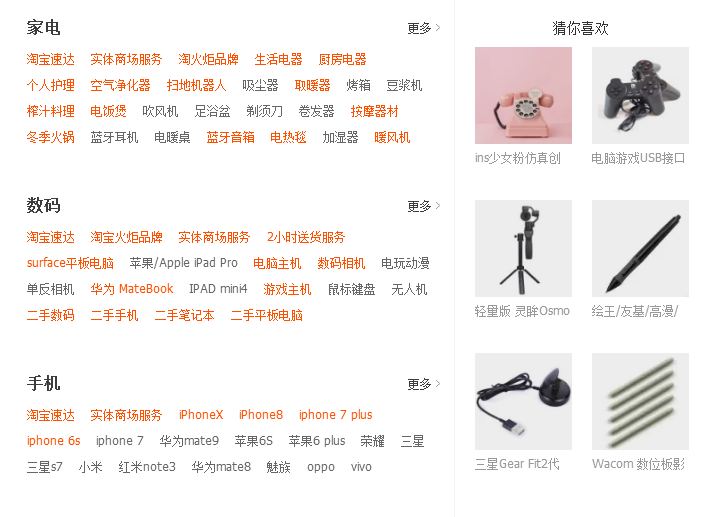 家电 更多 >
淘宝速达 实体商场服务 淘火炬品牌 生活电器 厨房电器
个人护理 空气净化器 扫地机器人 吸尘器 取暖器 烤箱 豆浆机
榨汁料理 电饭煲 吹风机 足浴盆 剃须刀 卷发器 按摩器材
冬季火锅 蓝牙耳机 电暖桌 蓝牙音箱 电热毯 加湿器 暖风机
数码 更多 >
淘宝速达 淘宝火炬品牌 实体商场服务 2小时送货服务
surface平板电脑 苹果/Apple iPad Pro 电脑主机 数码相机 电玩动漫
单反相机 华为 MateBook IPAD mini4 游戏主机 鼠标键盘 无人机
二手数码 二手手机 二手笔记本 二手平板电脑
手机 更多 >
淘宝速达 实体商场服务 iPhoneX iPhone8 iphone 7 plus
iphone 6s iphone 7 华为mate9 苹果6S 苹果6 plus 荣耀 三星
三星s7 小米 红米note3 华为mate8 魅族 oppo vivo
猜你喜欢
ins少女粉仿真创 电脑游戏USB接口
轻量版 灵眸Osmo 绘王/友基/高漫/
三星Gear Fit2代 Wacom 数位板影